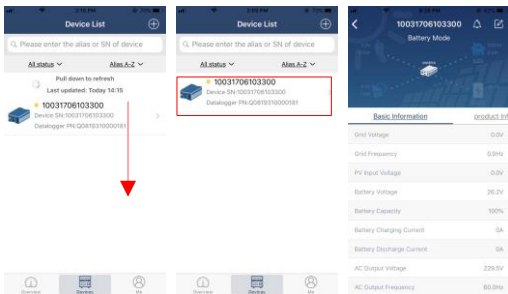 Device List
Please enter the alias or SN of device
All status
Alias A-Z
Pull down to refresh
Last updated: Today 14:15
10031706103300
Device SN:10031706103300
Datalogger PN:Q0819310000181
Overview
Devices
Me
Device List
Please enter the alias or SN of device
All status
Alias A-Z
10031706103300
Device SN:10031706103300
Datalogger PN:Q0819310000181
Overview
Devices
Me
10031706103300
Battery Mode
Basic Information
product inf
Grid Voltage 0.0V
Grid Frequency 0.0Hz
PV Input Voltage 0.0V
Battery Voltage 26.2V
Battery Capacity 100%
Battery Charging Current 0A
Battery Discharge Current 0A
AC Output Voltage 229.5V
AC Output Frequency 60.0Hz